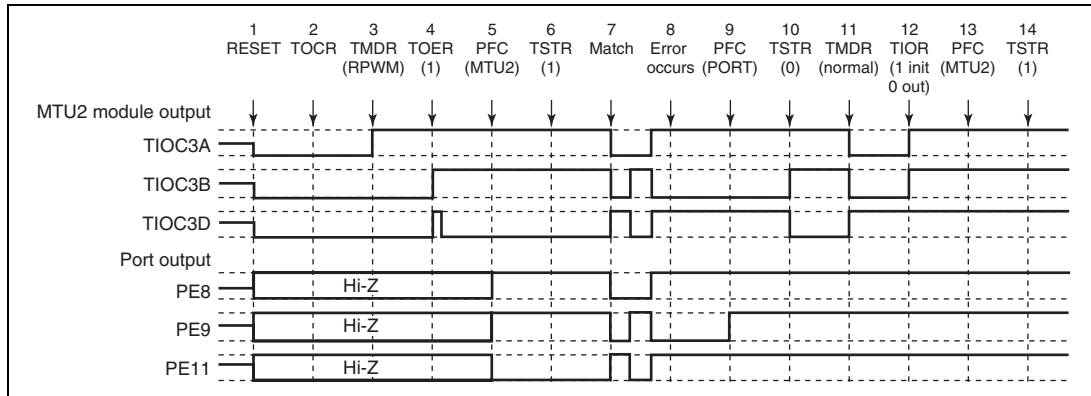 1 2 3 4 5 6 7 8 9 10 11 12 13 14
RESET TOCR TMDR TOER PFC TSTR Match Error PFC TSTR TMDR TIOR PFC TSTR
(RPWM) (1) (MTU2) (1) occurs (PORT) (0) (normal) (1 init (MTU2) (1)
0 out)
MTU2 module output
TIOC3A
TIOC3B
TIOC3D
Port output
PE8 Hi-Z
PE9 Hi-Z
PE11 Hi-Z